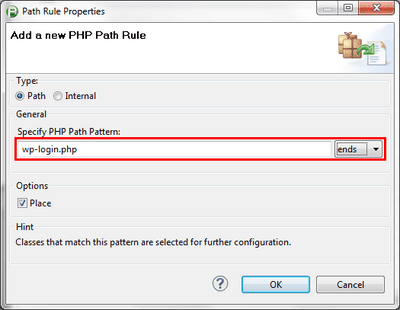 Path Rule Properties
Add a new PHP Path Rule
Type:
Path Internal
General
Specify PHP Path Pattern:
wp-login.php ends
Options
Place
Hint
Classes that match this pattern are selected for further configuration.
? OK Cancel